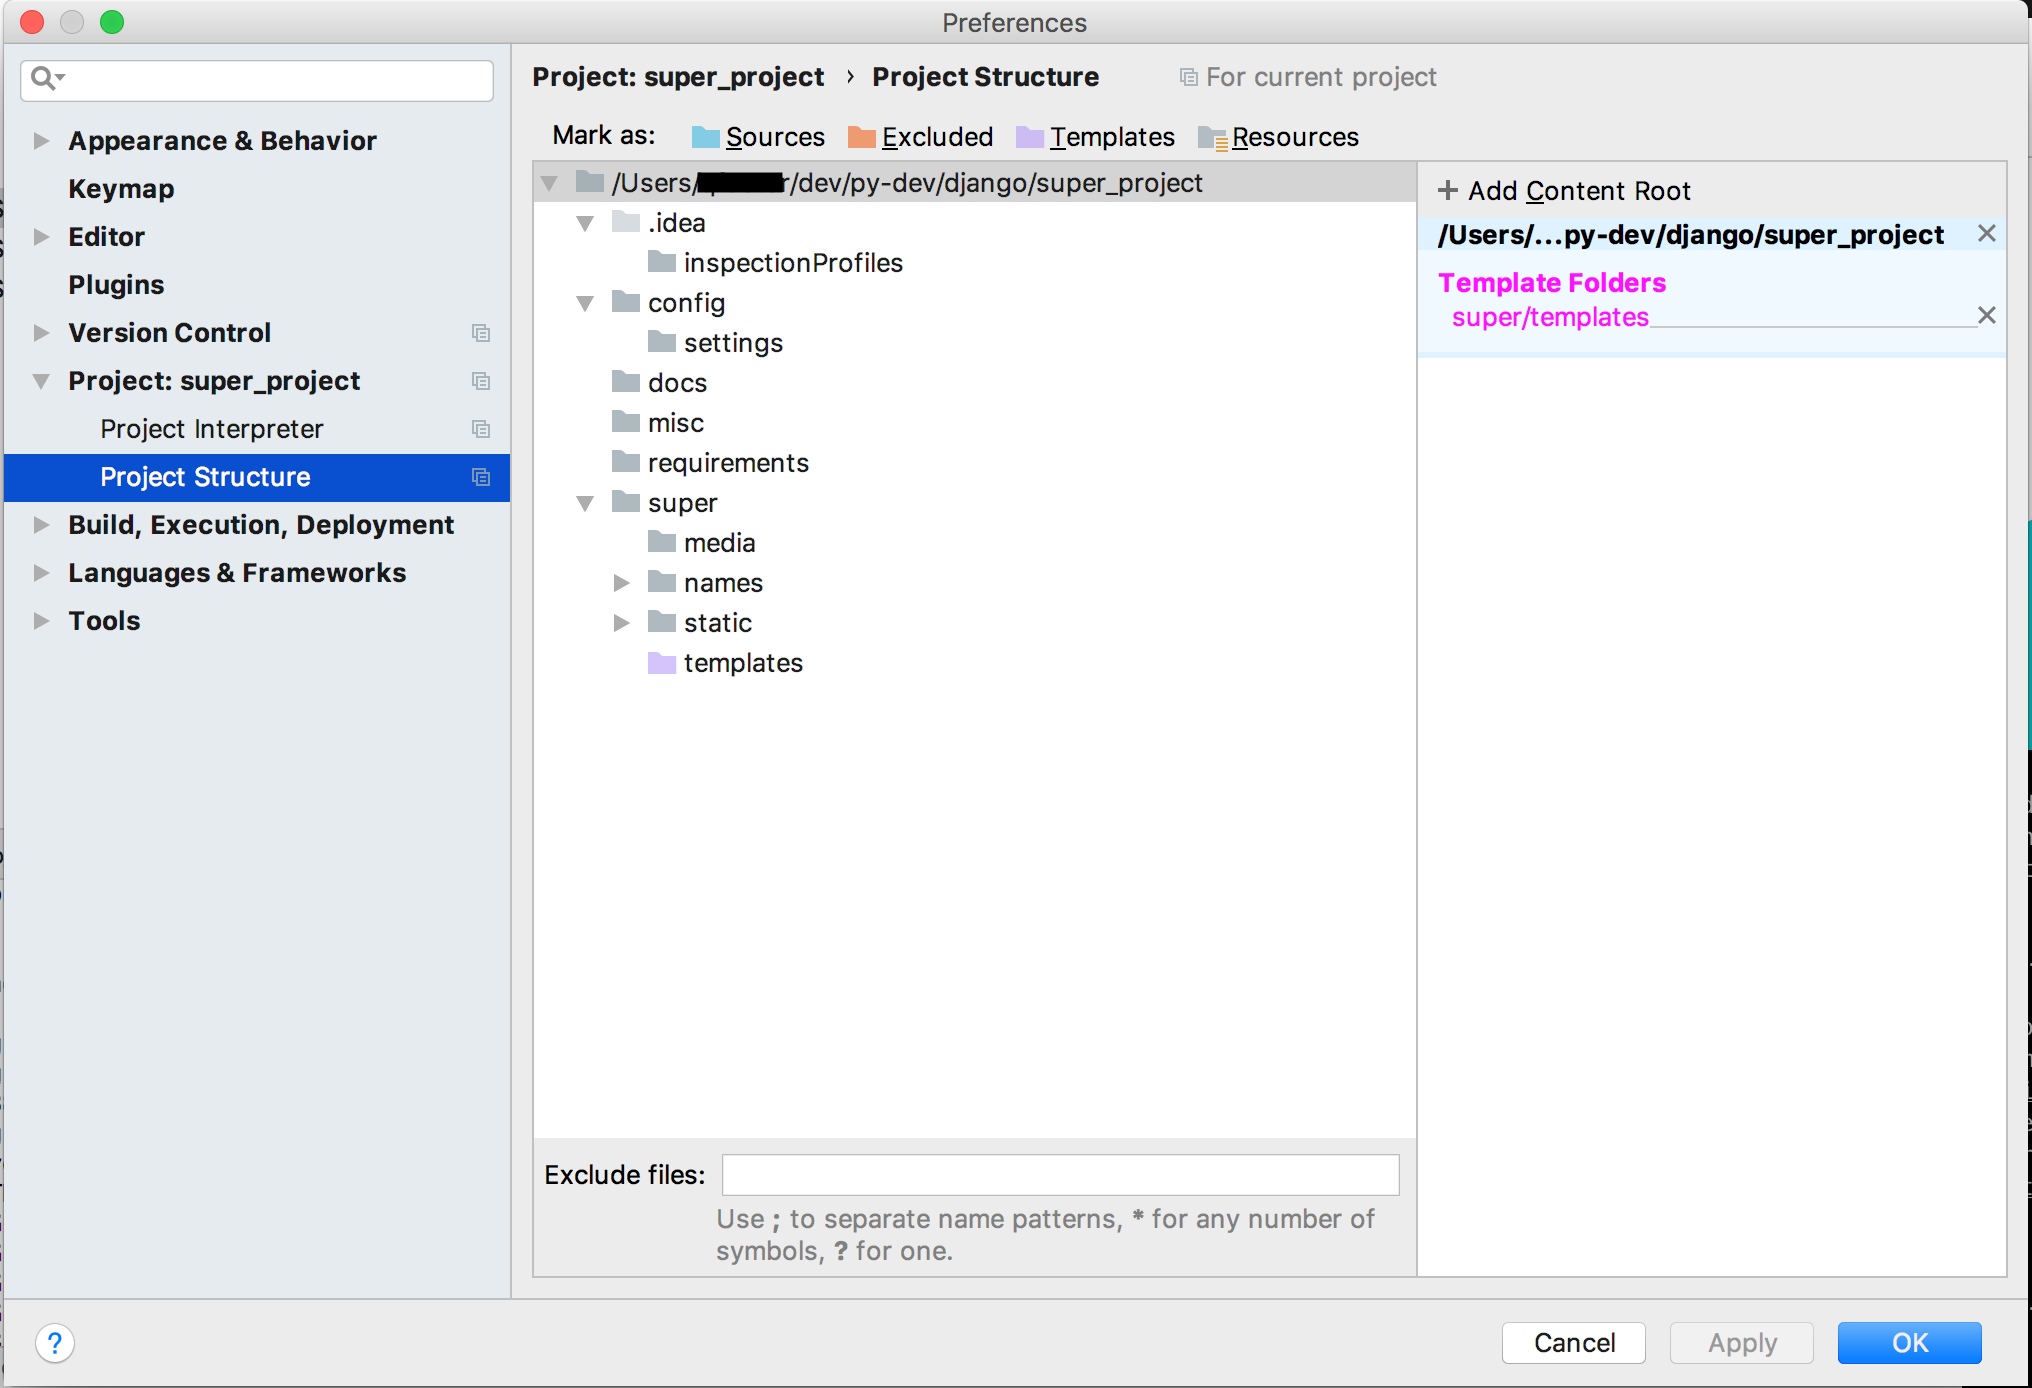 Preferences
Appearance & Behavior
Keymap
Editor
Plugins
Version Control
Project: super_project
Project Interpreter
Project Structure
Build, Execution, Deployment
Languages & Frameworks
Tools
Project: super_project › Project Structure
For current project
Mark as: Sources Excluded Templates Resources
/Users/ r/dev/py-dev/django/super_project
.idea
inspectionProfiles
config
settings
docs
misc
requirements
super
media
names
static
templates
Exclude files:
Use ; to separate name patterns, * for any number of
symbols, ? for one.
+ Add Content Root
/Users/...py-dev/django/super_project
Template Folders
super/templates
?
Cancel
Apply
OK